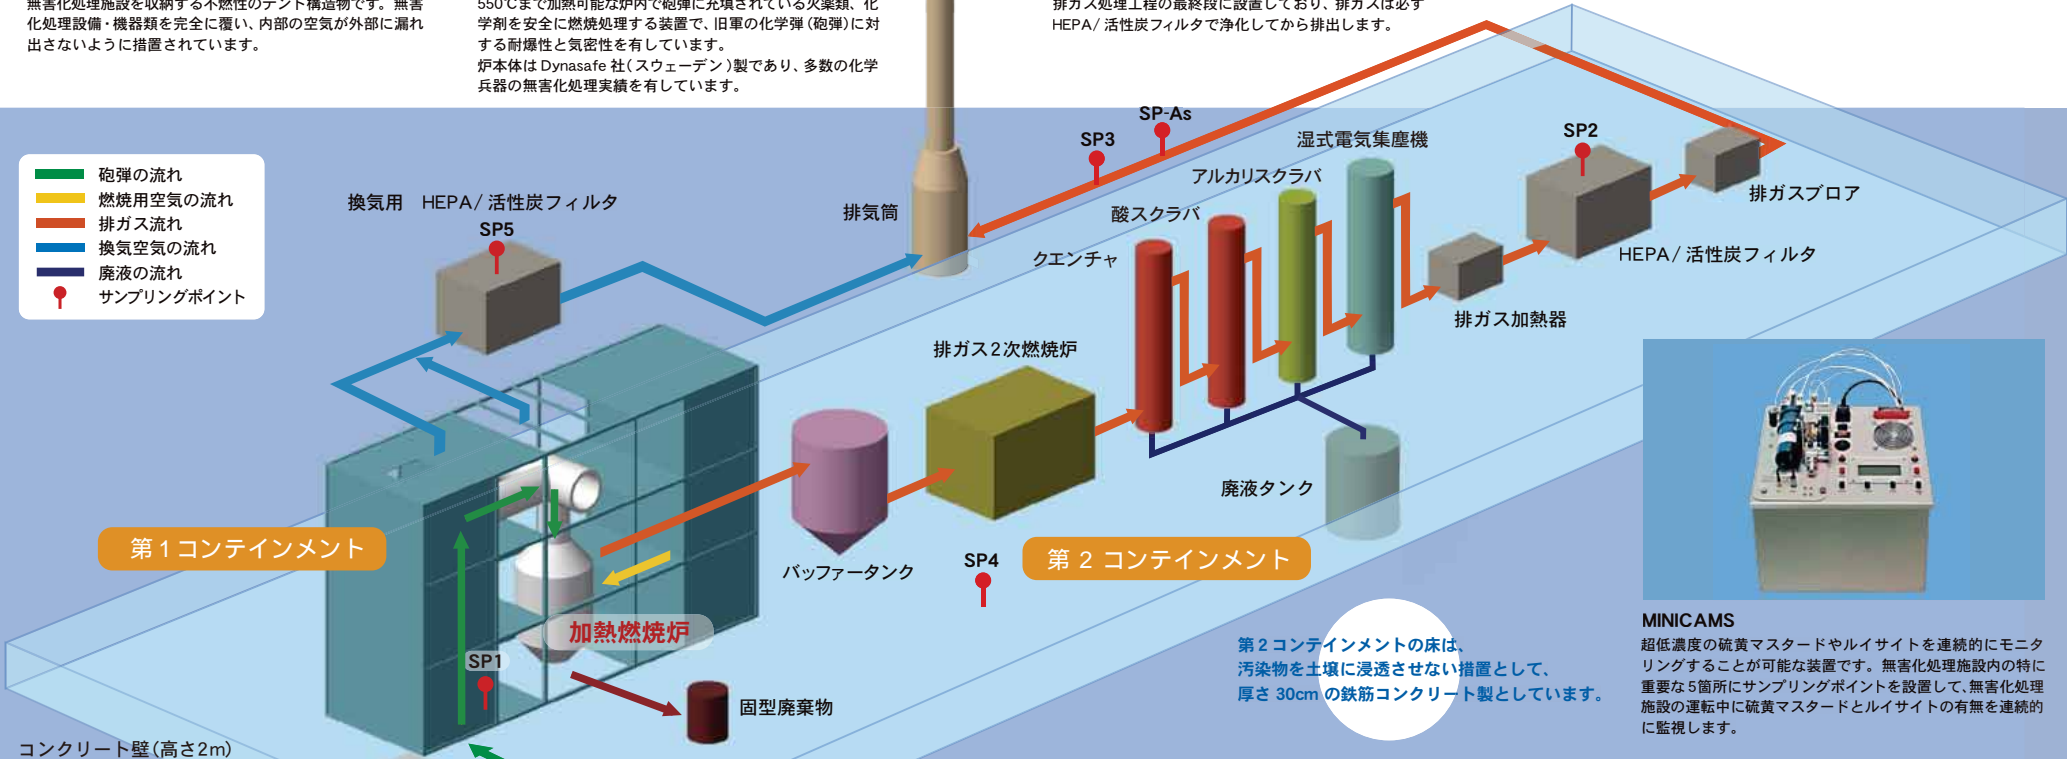 無害化処理施設を収納する不燃性のテント構造物です。無害
化処理設備・機器類を完全に覆い、内部の空気が外部に漏れ
出さないように措置されています。
550℃まで加熱可能な炉内で砲弾に充填されている火薬類、化
学剤を安全に燃焼処理する装置で、旧軍の化学弾(砲弾)に対
する耐爆性と気密性を有しています。
炉本体は Dynasafe 社(スウェーデン)製であり、多数の化学
兵器の無害化処理実績を有しています。
排ガス処理工程の最終段に設置しており、排ガスは必ず
HEPA/ 活性炭フィルタで浄化してから排出します。
砲弾の流れ
燃焼用空気の流れ
排ガス流れ
換気空気の流れ
廃液の流れ
サンプリングポイント
換気用 HEPA/ 活性炭フィルタ
SP5
排気筒
SP3
SP-As
湿式電気集塵機
アルカリスクラバ
酸スクラバ
クエンチャ
SP2
排ガスブロア
HEPA/ 活性炭フィルタ
排ガス加熱器
排ガス2次燃焼炉
廃液タンク
バッファータンク
第1コンテインメント
SP4
第 2 コンテインメント
加熱燃焼炉
SP1
固型廃棄物
コンクリート壁(高さ2m)
第2コンテインメントの床は、
汚染物を土壌に浸透させない措置として、
厚さ 30cm の鉄筋コンクリート製としています。
MINICAMS
超低濃度の硫黄マスタードやルイサイトを連続的にモニタ
リングすることが可能な装置です。無害化処理施設内の特に
重要な5箇所にサンプリングポイントを設置して、無害化処理
施設の運転中に硫黄マスタードとルイサイトの有無を連続的
に監視します。